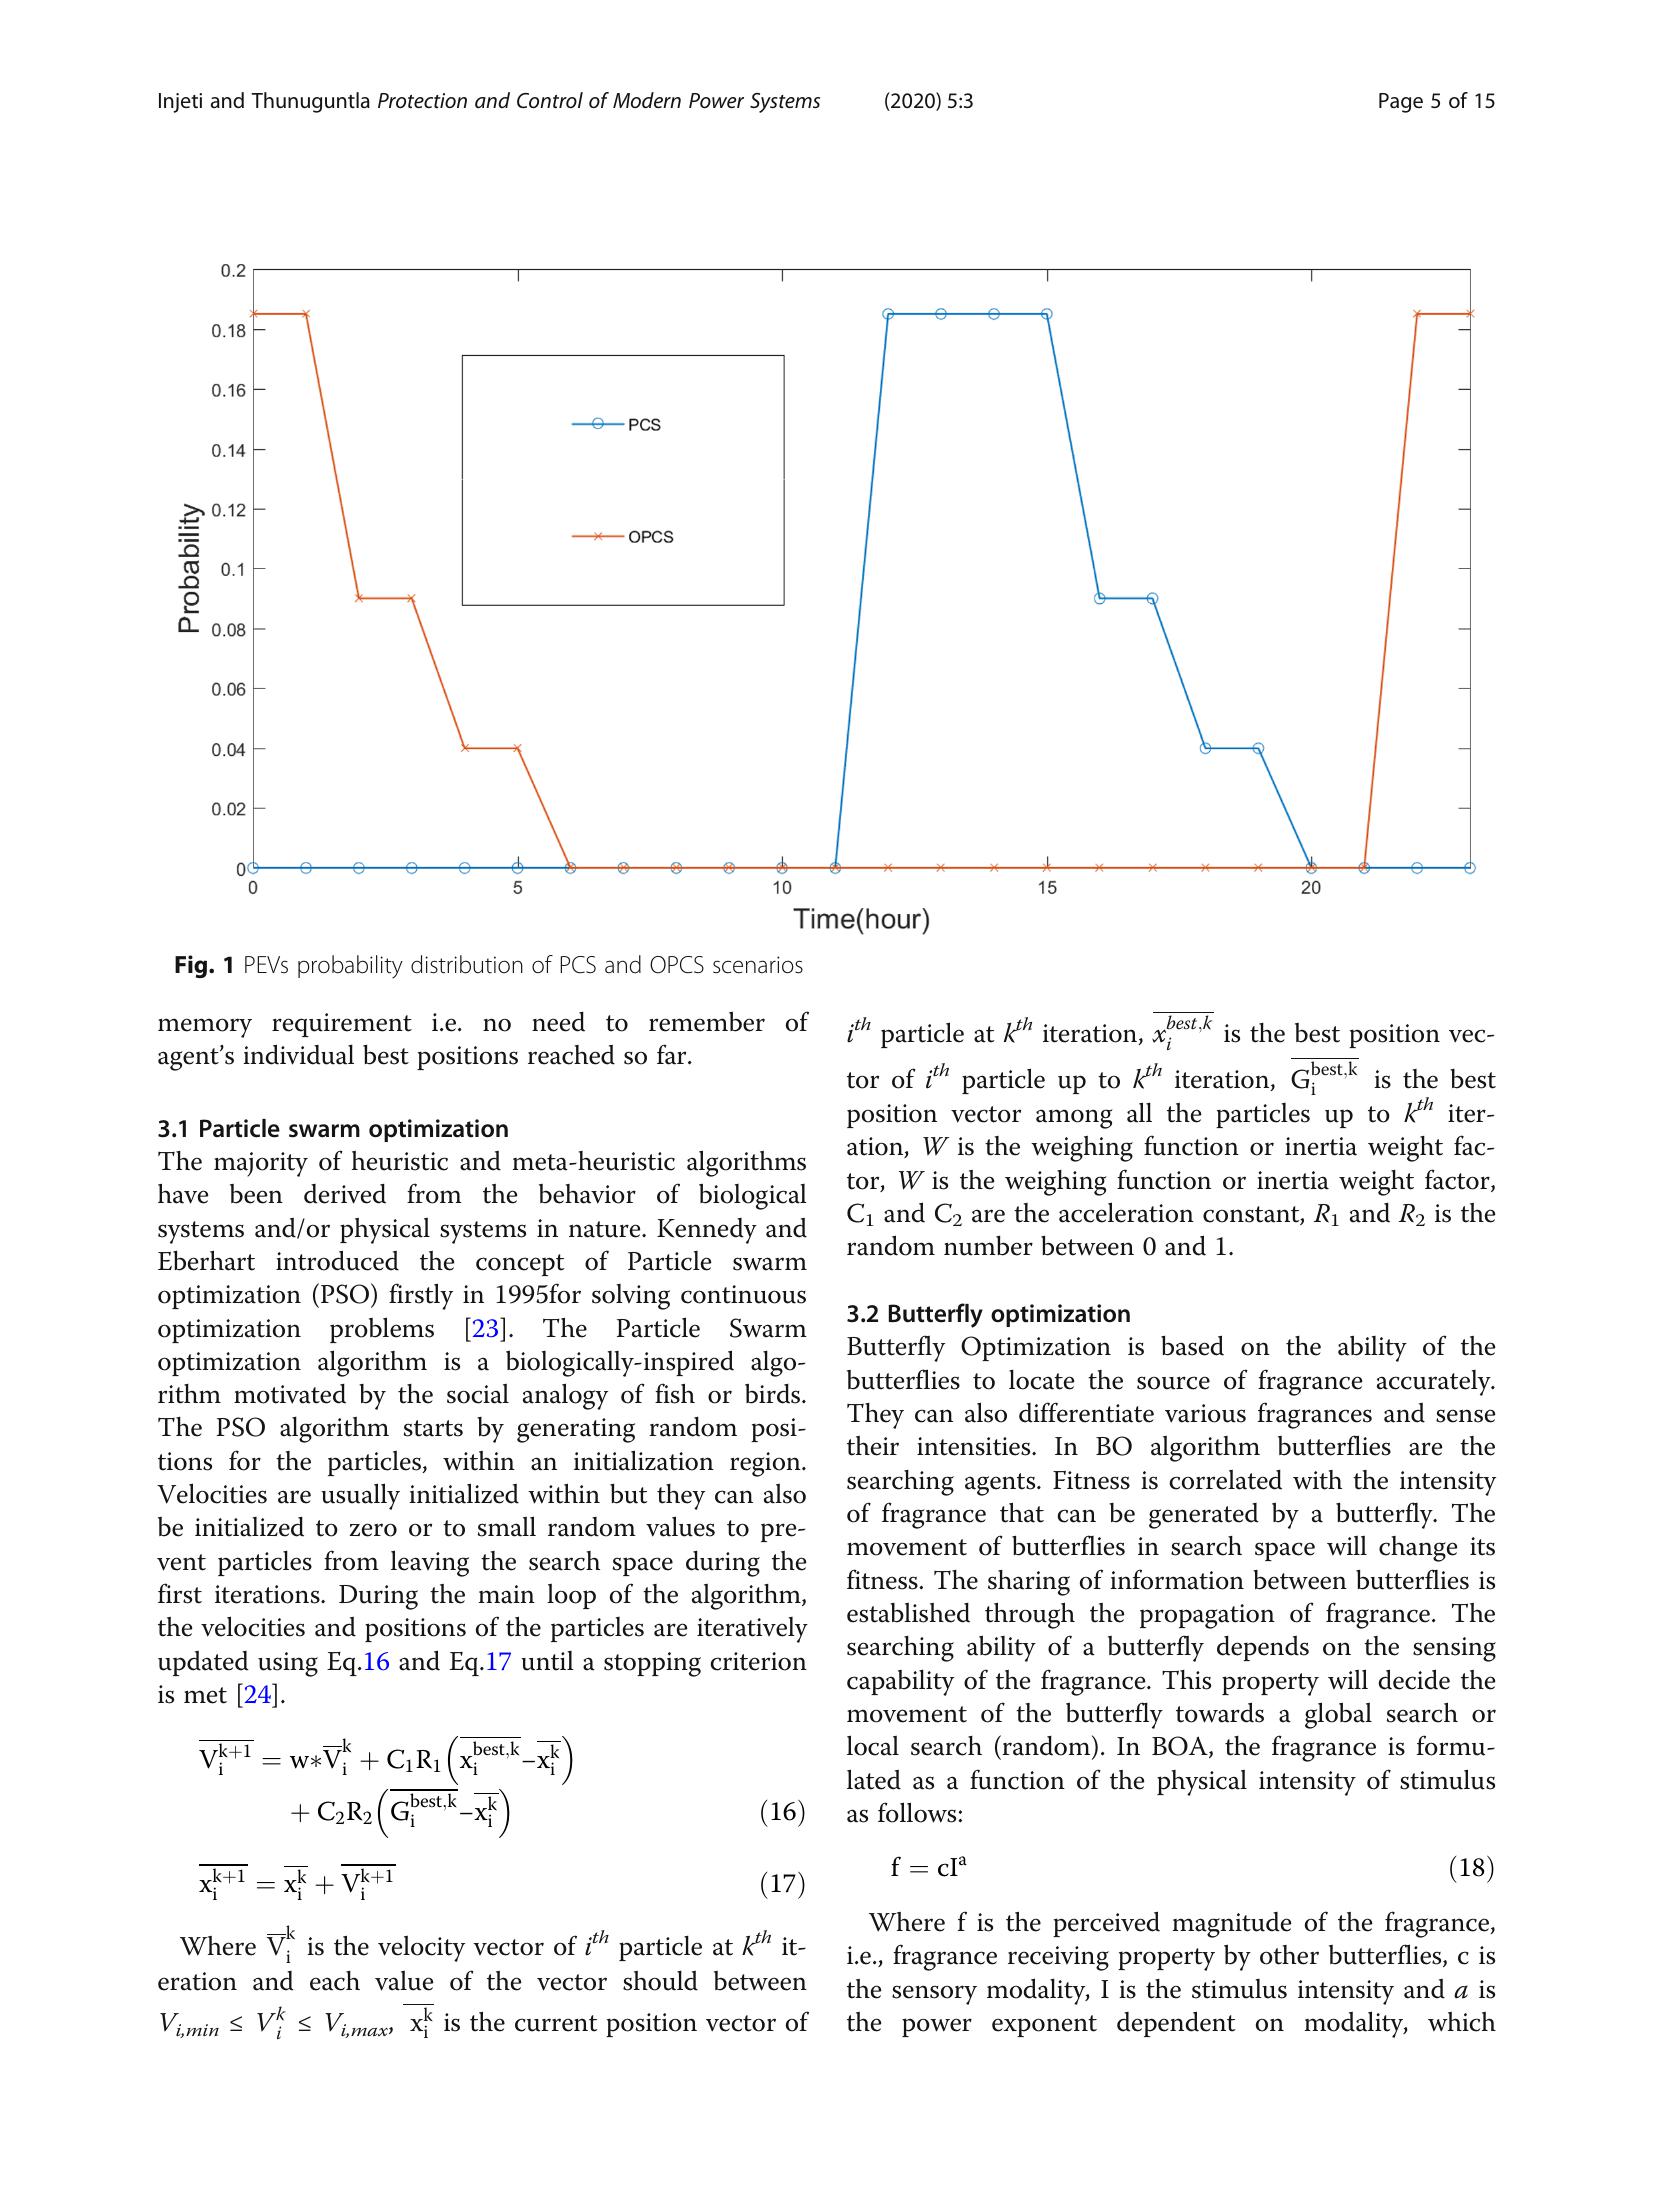 Injeti and Thunuguntla Protection and Control of Modern Power Systems (2020) 5:3 Page 5 of 15
0.2
0.18
0.16
0.14
0.12
0.1
0.08
0.06
0.04
0.02
0
Probability
PCS
OPCS
0 5 10 15 20
Time(hour)
Fig. 1 PEVs probability distribution of PCS and OPCS scenarios
memory requirement i.e. no need to remember of
agent's individual best positions reached so far.
3.1 Particle swarm optimization
The majority of heuristic and meta-heuristic algorithms
have been derived from the behavior of biological
systems and/or physical systems in nature. Kennedy and
Eberhart introduced the concept of Particle swarm
optimization (PSO) firstly in 1995for solving continuous
optimization problems [23]. The Particle Swarm
optimization algorithm is a biologically-inspired algo-
rithm motivated by the social analogy of fish or birds.
The PSO algorithm starts by generating random posi-
tions for the particles, within an initialization region.
Velocities are usually initialized within but they can also
be initialized to zero or to small random values to pre-
vent particles from leaving the search space during the
first iterations. During the main loop of the algorithm,
the velocities and positions of the particles are iteratively
updated using Eq.16 and Eq.17 until a stopping criterion
is met [24].
$\overline{V_i^{k+1}} = w*\overline{V}_i^k + C_1R_1\left(\overline{x_i^{best,k}}–\overline{x_i^k}\right)$
$+ C_2R_2\left(\overline{G_i^{best,k}}–\overline{x_i^k}\right)$ (16)
$\overline{x_i^{k+1}} = \overline{x_i^k} + \overline{V_i^{k+1}}$ (17)
Where $\overline{V}_i^k$ is the velocity vector of $i^{th}$ particle at $k^{th}$ it-
eration and each value of the vector should between
$V_{i,min} ≤ V_i^k ≤ V_{i,max}$, $\overline{x_i^k}$ is the current position vector of
$i^{th}$ particle at $k^{th}$ iteration, $\overline{x_i^{best,k}}$ is the best position vec-
tor of $i^{th}$ particle up to $k^{th}$ iteration, $\overline{G_i^{best,k}}$ is the best
position vector among all the particles up to $k^{th}$ iter-
ation, W is the weighing function or inertia weight fac-
tor, W is the weighing function or inertia weight factor,
C₁ and C₂ are the acceleration constant, R₁ and R₂ is the
random number between 0 and 1.
3.2 Butterfly optimization
Butterfly Optimization is based on the ability of the
butterflies to locate the source of fragrance accurately.
They can also differentiate various fragrances and sense
their intensities. In BO algorithm butterflies are the
searching agents. Fitness is correlated with the intensity
of fragrance that can be generated by a butterfly. The
movement of butterflies in search space will change its
fitness. The sharing of information between butterflies is
established through the propagation of fragrance. The
searching ability of a butterfly depends on the sensing
capability of the fragrance. This property will decide the
movement of the butterfly towards a global search or
local search (random). In BOA, the fragrance is formu-
lated as a function of the physical intensity of stimulus
as follows:
$f = cI^a$ (18)
Where f is the perceived magnitude of the fragrance,
i.e., fragrance receiving property by other butterflies, c is
the sensory modality, I is the stimulus intensity and a is
the power exponent dependent on modality, which